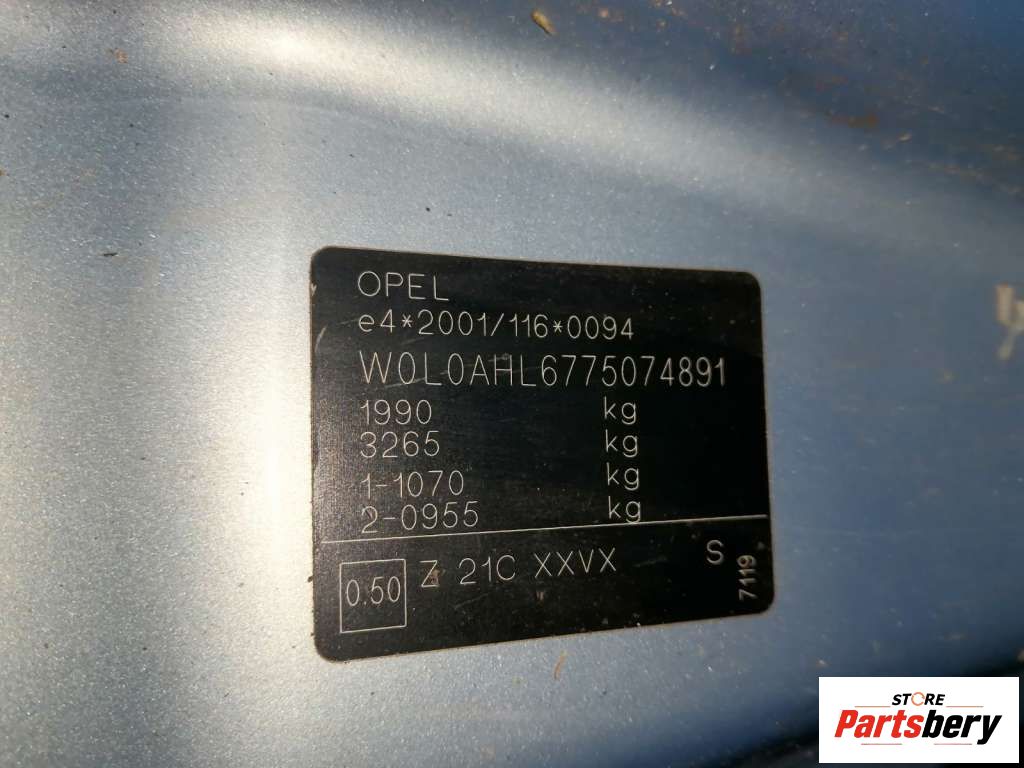 OPEL
e4*2001/116*0094
W0L0AHL6775074891
1990 kg
3265 kg
1-1070 kg
2-0955 kg
0.50 Z 21C XXVX S 7119
STORE
Partsbery